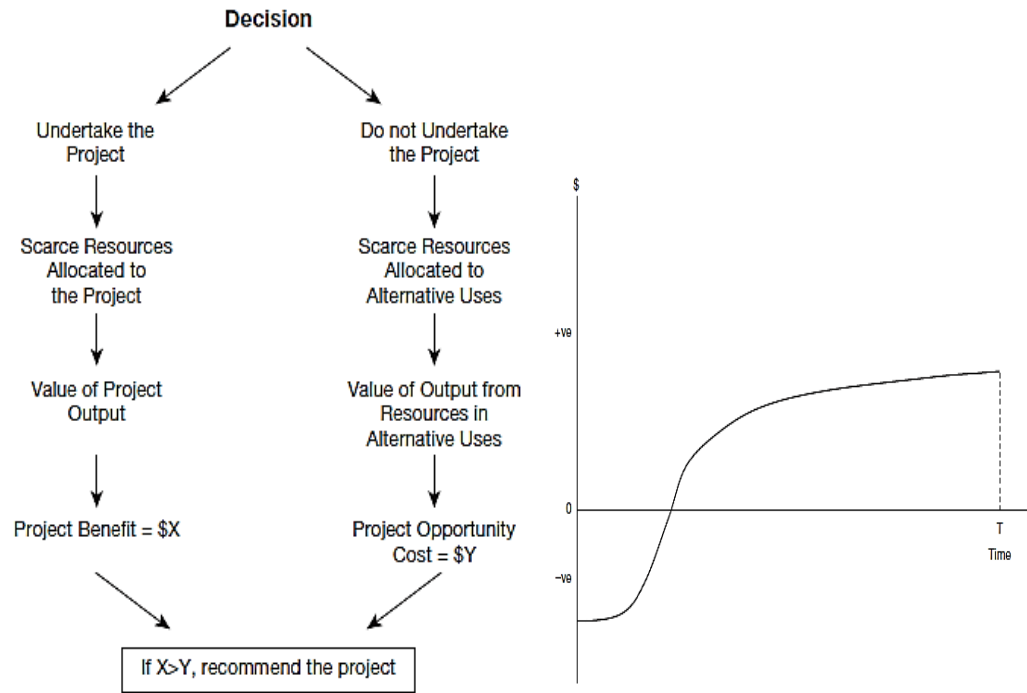 Decision
Undertake the
Project
Do not Undertake
the Project
Scarce Resources
Allocated to
the Project
Scarce Resources
Allocated to
Alternative Uses
Value of Project
Output
Value of Output from
Resources in
Alternative Uses
Project Benefit = $X
Project Opportunity
Cost = $Y
If X>Y, recommend the project
$
+ve
0
−ve
T
Time